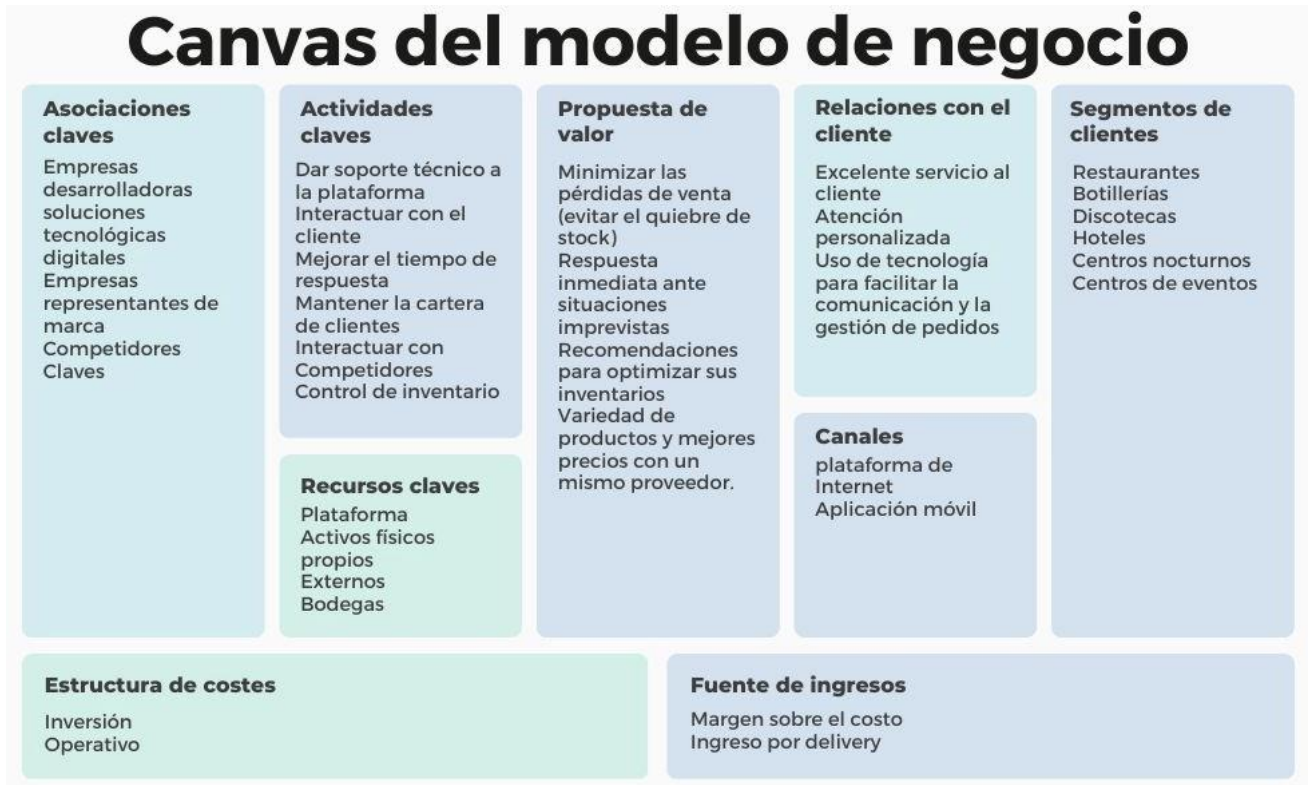 Canvas del modelo de negocio
Asociaciones
claves
Empresas
desarrolladoras
soluciones
tecnológicas
digitales
Empresas
representantes de
marca
Competidores
Claves
Actividades
claves
Dar soporte técnico a
la plataforma
Interactuar con el
cliente
Mejorar el tiempo de
respuesta
Mantener la cartera
de clientes
Interactuar con
Competidores
Control de inventario
Recursos claves
Plataforma
Activos físicos
propios
Externos
Bodegas
Propuesta de
valor
Minimizar las
pérdidas de venta
(evitar el quiebre de
stock)
Respuesta
inmediata ante
situaciones
imprevistas
Recomendaciones
para optimizar sus
inventarios
Variedad de
productos y mejores
precios con un
mismo proveedor.
Relaciones con el
cliente
Excelente servicio al
cliente
Atención
personalizada
Uso de tecnología
para facilitar la
comunicación y la
gestión de pedidos
Canales
plataforma de
Internet
Aplicación móvil
Segmentos de
clientes
Restaurantes
Botillerías
Discotecas
Hoteles
Centros nocturnos
Centros de eventos
Estructura de costes
Inversión
Operativo
Fuente de ingresos
Margen sobre el costo
Ingreso por delivery